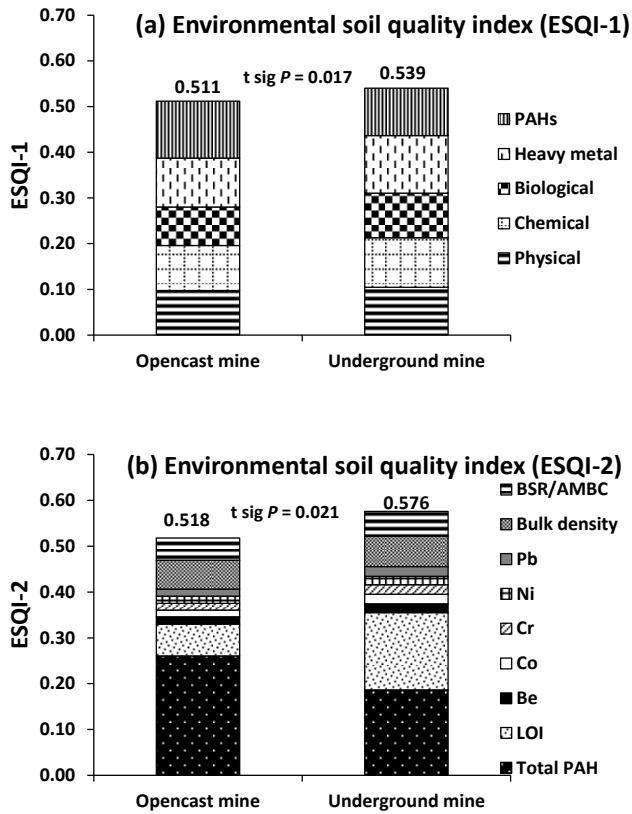 (a) Environmental soil quality index (ESQI-1)
0.70
0.60
0.50
0.40
0.30
0.20
0.10
0.00
ESQI-1
0.511
t sig P = 0.017
0.539
PAHs
Heavy metal
Biological
Chemical
Physical
Opencast mine
Underground mine
(b) Environmental soil quality index (ESQI-2)
0.70
0.60
0.50
0.40
0.30
0.20
0.10
0.00
ESQI-2
0.518
t sig P = 0.021
0.576
BSR/AMBC
Bulk density
Pb
Ni
Cr
Co
Be
LOI
Total PAH
Opencast mine
Underground mine